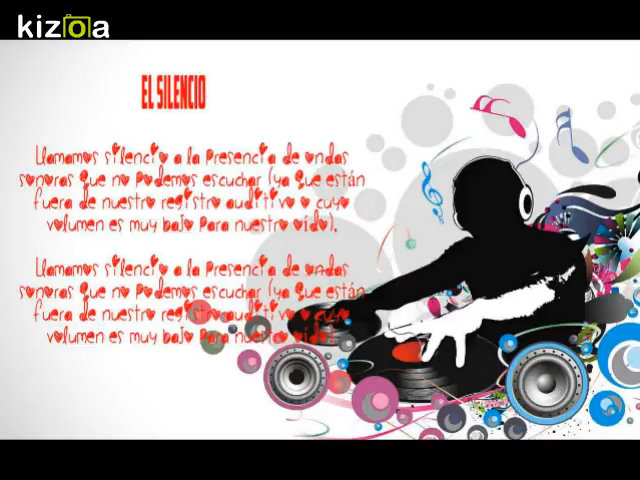 kizoa
EL SILENCIO
Llamamos silencio a la presencia de ondas
sonoras que no podemos escuchar (ya que están
fuera de nuestro registro auditivo o cuyo
volumen es muy bajo para nuestro oído).
Llamamos silencio a la presencia de ondas
sonoras que no podemos escuchar (ya que están
fuera de nuestro registro auditivo o cuyo
volumen es muy bajo para nuestro oído).